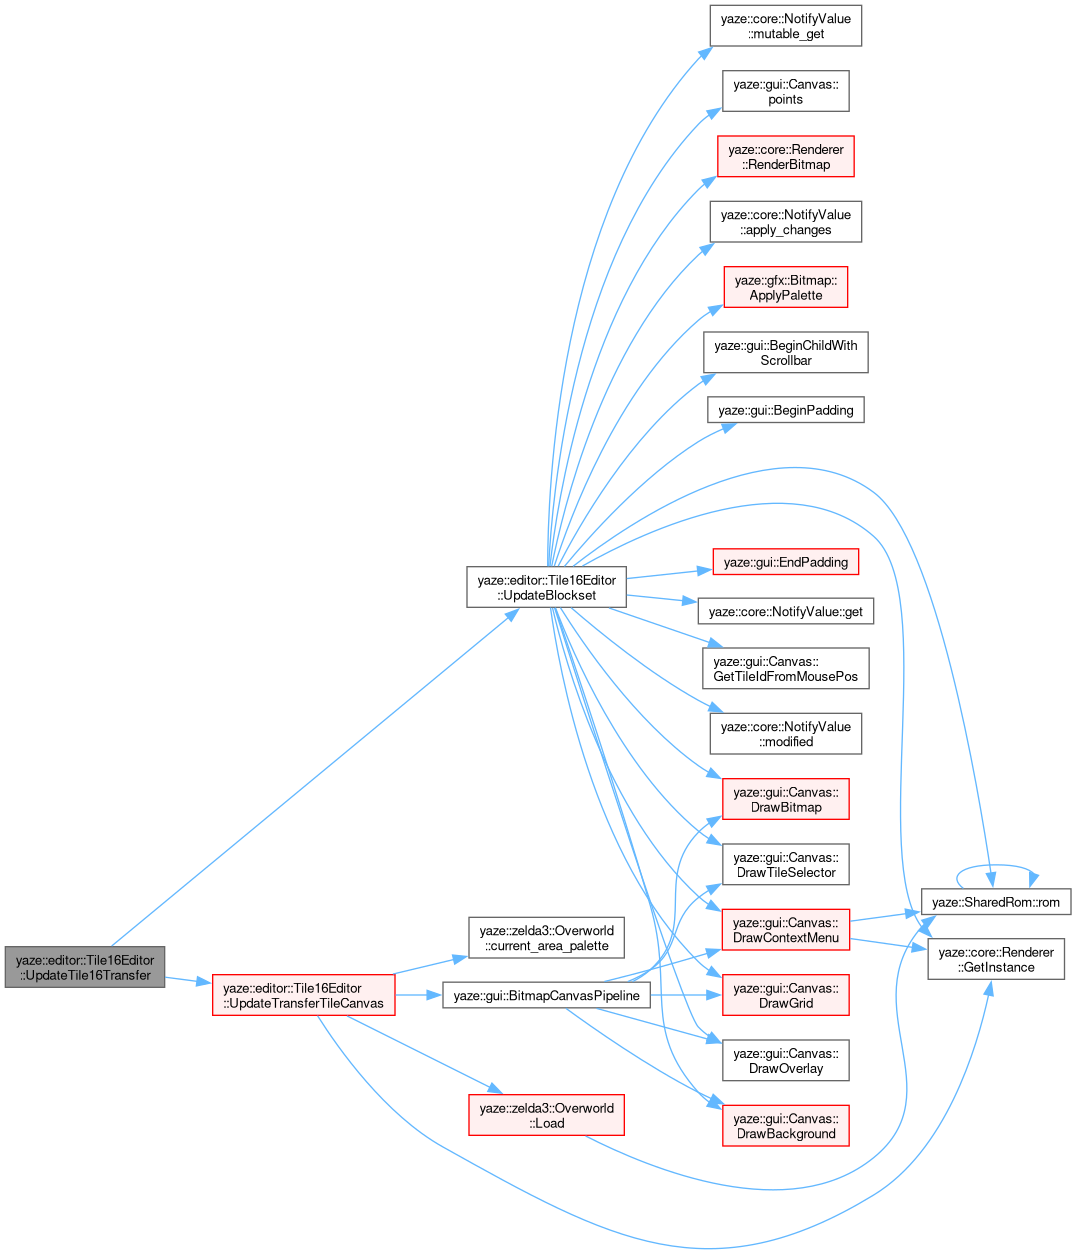 yaze::core::NotifyValue
::mutable_get
yaze::gui::Canvas::
points
yaze::core::Renderer
::RenderBitmap
yaze::core::NotifyValue
::apply_changes
yaze::gfx::Bitmap::
ApplyPalette
yaze::gui::BeginChildWith
Scrollbar
yaze::gui::BeginPadding
yaze::gui::EndPadding
yaze::editor::Tile16Editor
::UpdateBlockset
yaze::core::NotifyValue::get
yaze::gui::Canvas::
GetTileIdFromMousePos
yaze::core::NotifyValue
::modified
yaze::gui::Canvas::
DrawBitmap
yaze::gui::Canvas::
DrawTileSelector
yaze::SharedRom::rom
yaze::gui::Canvas::
DrawContextMenu
yaze::zelda3::Overworld
::current_area_palette
yaze::core::Renderer
::GetInstance
yaze::editor::Tile16Editor
::UpdateTile16Transfer
yaze::editor::Tile16Editor
::UpdateTransferTileCanvas
yaze::gui::BitmapCanvasPipeline
yaze::gui::Canvas::
DrawGrid
yaze::gui::Canvas::
DrawOverlay
yaze::zelda3::Overworld
::Load
yaze::gui::Canvas::
DrawBackground